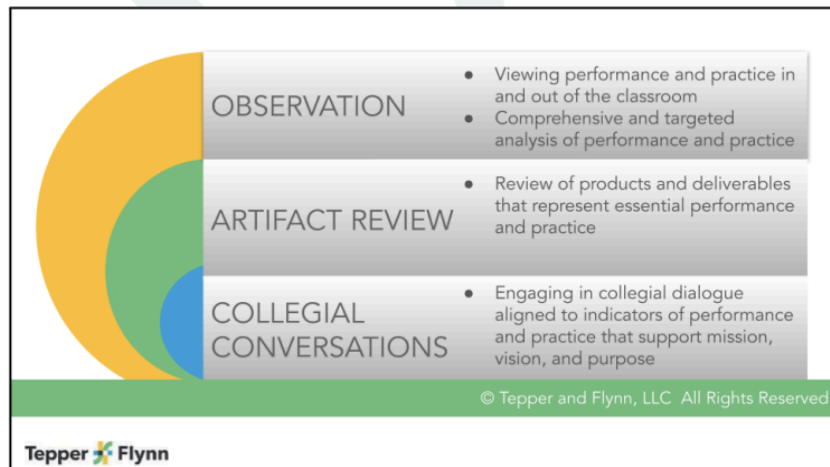 OBSERVATION
● Viewing performance and practice in
and out of the classroom
● Comprehensive and targeted
analysis of performance and practice
ARTIFACT REVIEW
● Review of products and deliverables
that represent essential performance
and practice
COLLEGIAL
CONVERSATIONS
● Engaging in collegial dialogue
aligned to indicators of performance
and practice that support mission,
vision, and purpose
© Tepper and Flynn, LLC All Rights Reserved
Tepper Flynn